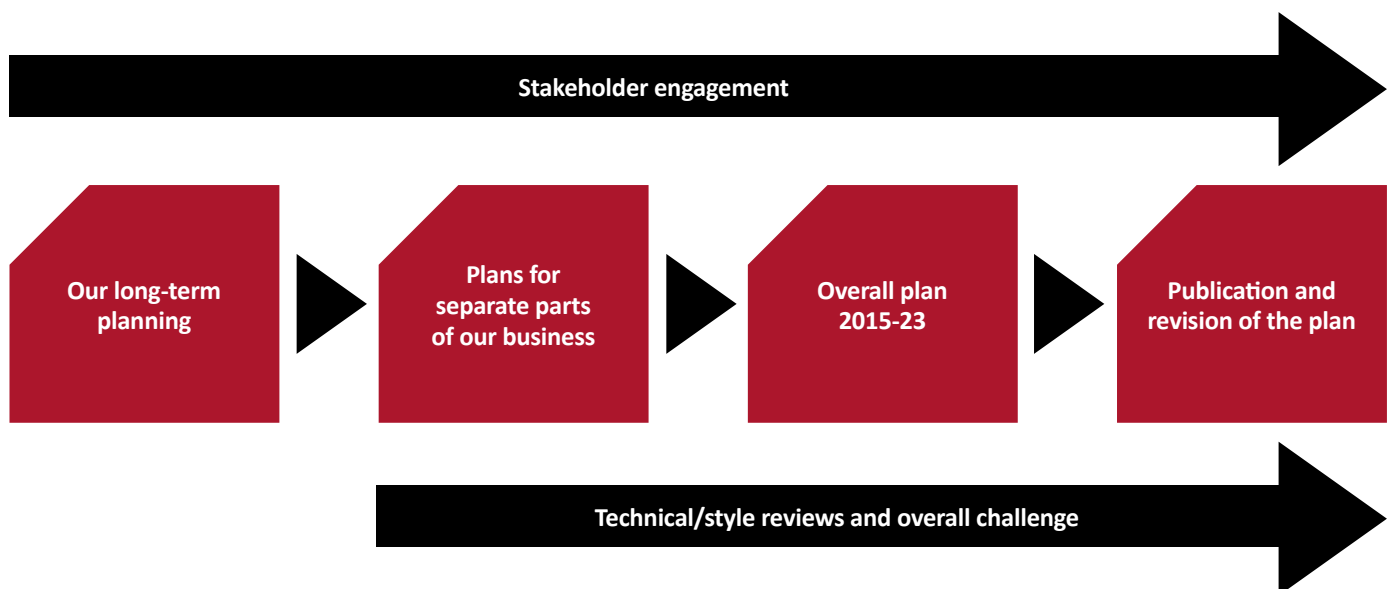 Stakeholder engagement
Our long-term
planning
Plans for
separate parts
of our business
Overall plan
2015-23
Publication and
revision of the plan
Technical/style reviews and overall challenge